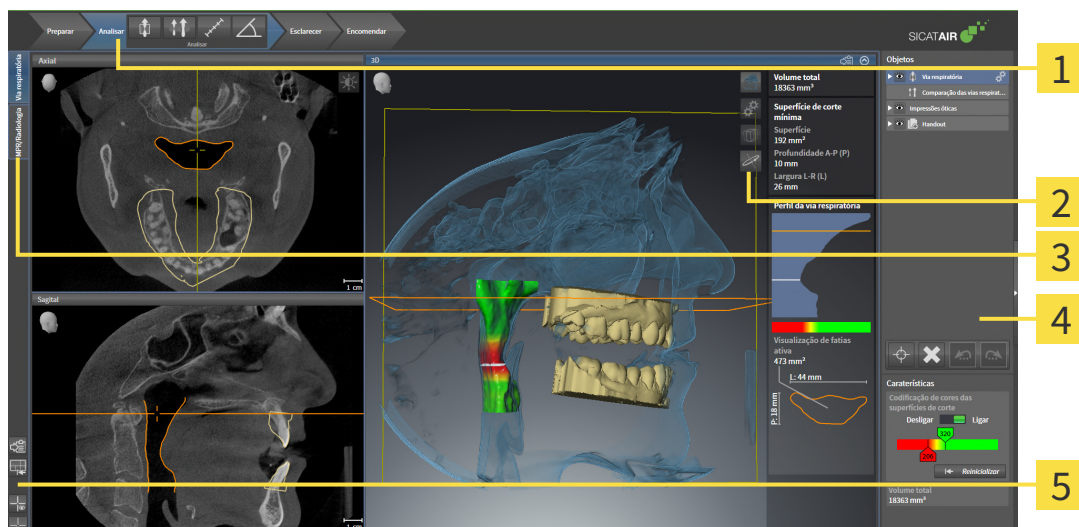 Preparar
Analisar
Analisar
Esclarecer
Encomendar
SICATAIR
1
Via respiratória
MPR/Radiologia
Axial
1 cm
Sagital
1 cm
3D
Volume total
18363 mm³
Superfície de corte
mínima
Superfície
192 mm²
Profundidade A-P (P)
10 mm
Largura L-R (L)
26 mm
Perfil da via respiratória
Visualização de fatias
ativa
473 mm²
L: 44 mm
P: 18 mm
Objetos
Via respiratória
Comparação das vias respirat...
Impressões óticas
Handout
2
3
4
Caraterísticas
Codificação de cores das
superfícies de corte
Desligar
Ligar
320
200
Reinicializar
Volume total
18363 mm³
5